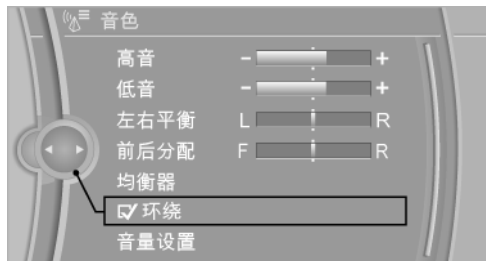 音色
高音 - +
低音 - +
左右平衡 L R
前后分配 F R
均衡器
环绕
音量设置